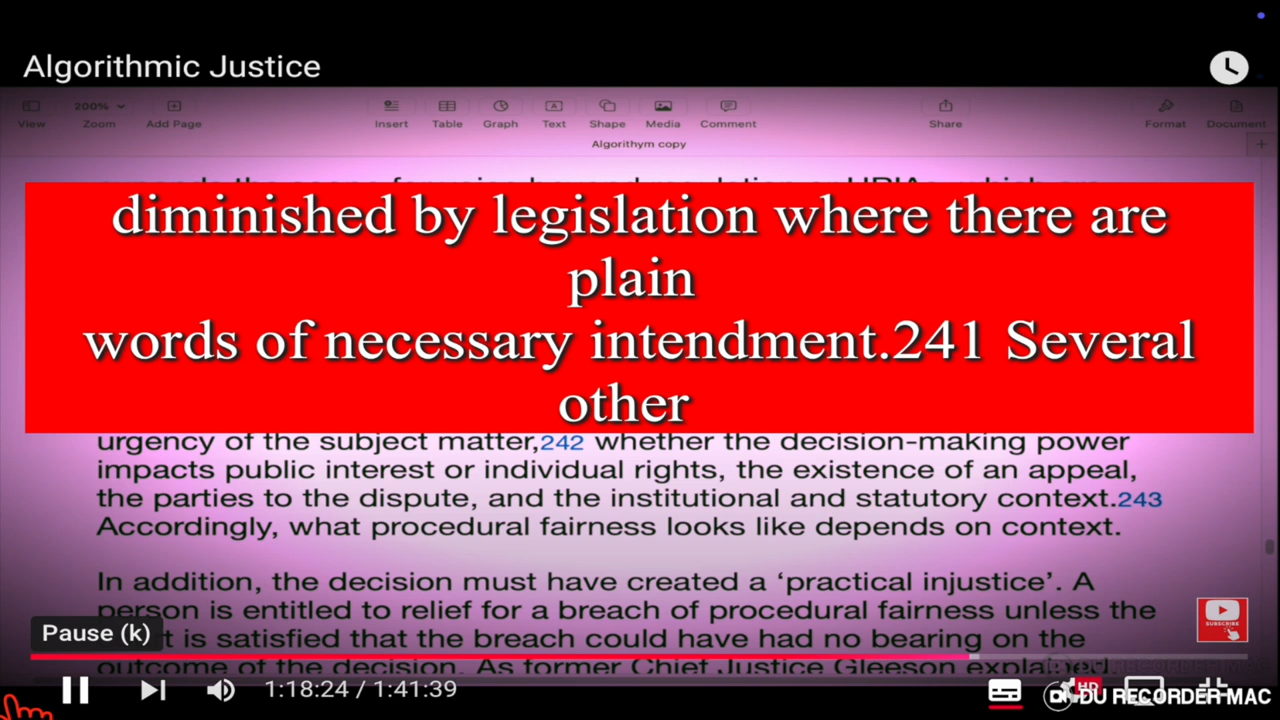 Algorithmic Justice
200%
View
Zoom
Add Page
Insert
Table
Graph
Text
Shape
Media
Comment
Share
Format
Document
Algorithym copy
diminished by legislation where there are
plain
words of necessary intendment.241 Several
other
urgency of the subject matter,242 whether the decision-making power
impacts public interest or individual rights, the existence of an appeal,
the parties to the dispute, and the institutional and statutory context.243
Accordingly, what procedural fairness looks like depends on context.
In addition, the decision must have created a ‘practical injustice’. A
person is entitled to relief for a breach of procedural fairness unless the
Pause (k)
is satisfied that the breach could have had no bearing on the
outcome of the decision. As former Chief Justice Gleeson explained,
SUBSCRIBE
1:18:24 / 1:41:39
HD
DU RECORDER MAC